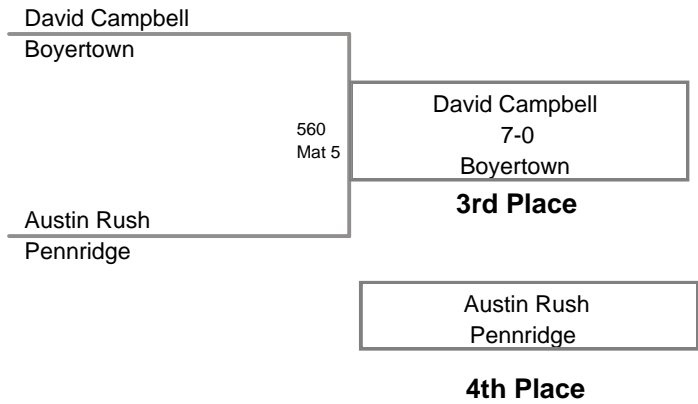 David Campbell
Boyertown
560
Mat 5
David Campbell
7-0
Boyertown
3rd Place
Austin Rush
Pennridge
Austin Rush
Pennridge
4th Place